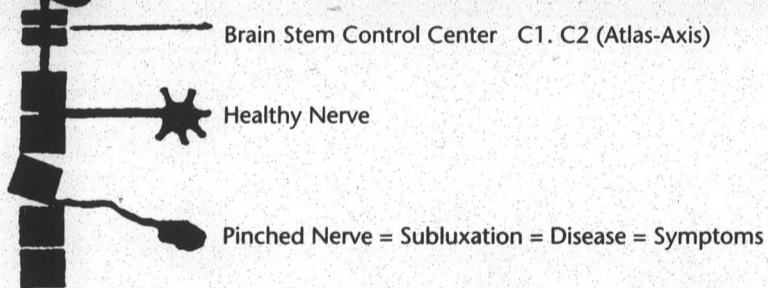 Brain Stem Control Center C1. C2 (Atlas-Axis)
Healthy Nerve
Pinched Nerve = Subluxation = Disease = Symptoms